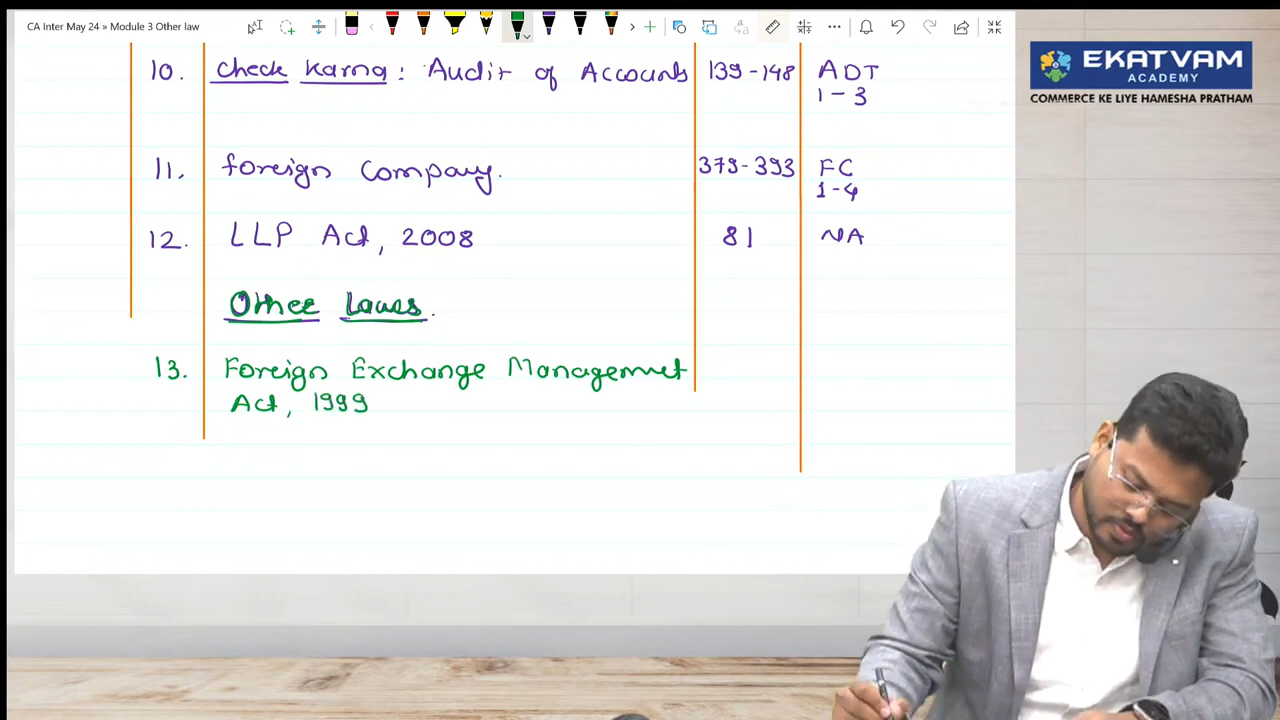 CA Inter May 24 » Module 3 Other law
EKATVAM
ACADEMY
COMMERCE KE LIYE HAMESHA PRATHAM
10. Check Karna : Audit of Accounts 139-148 ADT
1-3
11. foreign Company. 379-393 FC
1-4
12. LLP Act, 2008 81 NA
Other Laws.
13. Foreign Exchange Management
Act, 1999